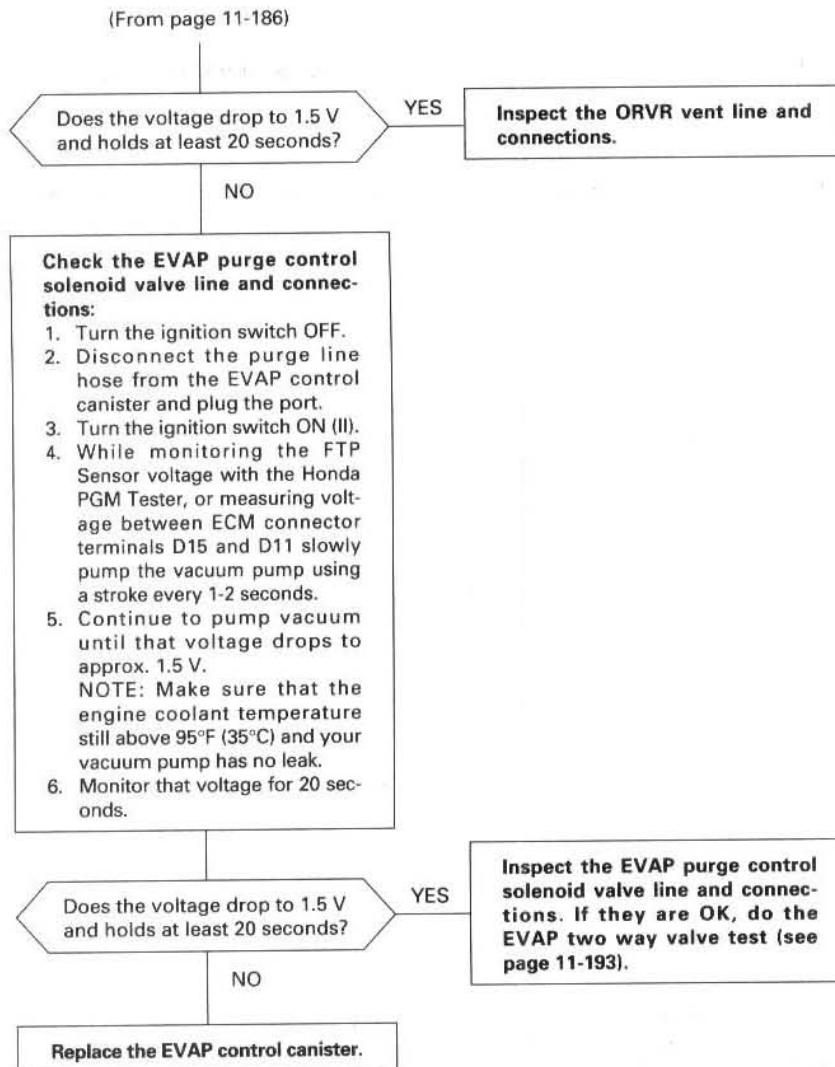 (From page 11-186)
Does the voltage drop to 1.5 V
and holds at least 20 seconds?
YES
Inspect the ORVR vent line and
connections.
NO
Check the EVAP purge control
solenoid valve line and connec-
tions:
1. Turn the ignition switch OFF.
2. Disconnect the purge line
hose from the EVAP control
canister and plug the port.
3. Turn the ignition switch ON (II).
4. While monitoring the FTP
Sensor voltage with the Honda
PGM Tester, or measuring volt-
age between ECM connector
terminals D15 and D11 slowly
pump the vacuum pump using
a stroke every 1-2 seconds.
5. Continue to pump vacuum
until that voltage drops to
approx. 1.5 V.
NOTE: Make sure that the
engine coolant temperature
still above 95°F (35°C) and your
vacuum pump has no leak.
6. Monitor that voltage for 20 sec-
onds.
Does the voltage drop to 1.5 V
and holds at least 20 seconds?
YES
Inspect the EVAP purge control
solenoid valve line and connec-
tions. If they are OK, do the
EVAP two way valve test (see
page 11-193).
NO
Replace the EVAP control canister.